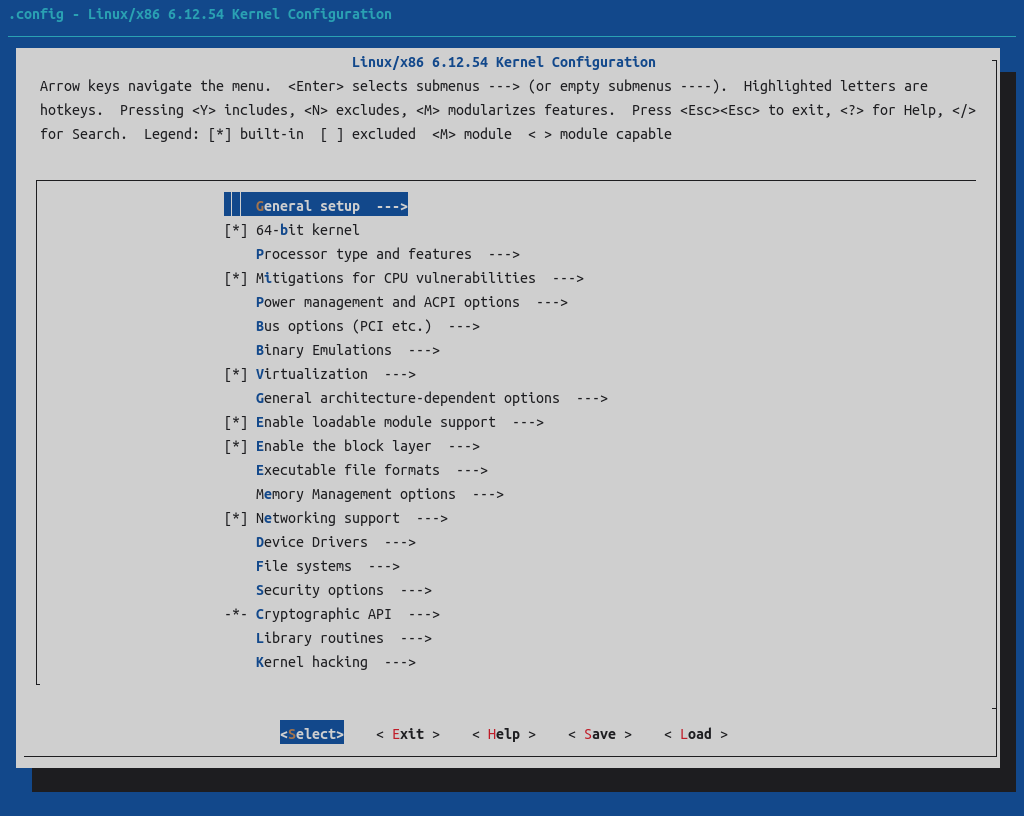 .config - Linux/x86 6.12.54 Kernel Configuration
Linux/x86 6.12.54 Kernel Configuration
Arrow keys navigate the menu.  <Enter> selects submenus ---> (or empty submenus ----).  Highlighted letters are
hotkeys.  Pressing <Y> includes, <N> excludes, <M> modularizes features.  Press <Esc><Esc> to exit, <?> for Help, </>
for Search.  Legend: [*] built-in  [ ] excluded  <M> module  < > module capable
General setup  --->
[*] 64-bit kernel
Processor type and features  --->
[*] Mitigations for CPU vulnerabilities  --->
Power management and ACPI options  --->
Bus options (PCI etc.)  --->
Binary Emulations  --->
[*] Virtualization  --->
General architecture-dependent options  --->
[*] Enable loadable module support  --->
[*] Enable the block layer  --->
Executable file formats  --->
Memory Management options  --->
[*] Networking support  --->
Device Drivers  --->
File systems  --->
Security options  --->
-*- Cryptographic API  --->
Library routines  --->
Kernel hacking  --->
<Select>    < Exit >    < Help >    < Save >    < Load >